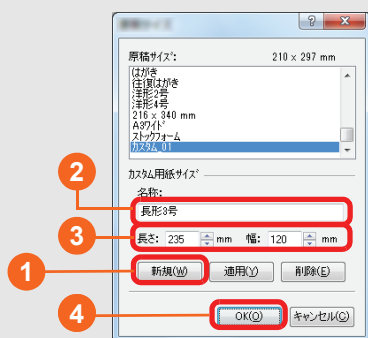 原稿サイズ: 210 x 297 mm
はがき
往復はがき
洋形2号
洋形4号
216 x 340 mm
A3ワイド
ストックフォーム
カスタム_01
カスタム用紙サイズ
2
名称:
長形3号
3
長さ: 235 mm 幅: 120 mm
1
新規(W) 適用(Y) 削除(E)
4
OK(O) キャンセル(C)